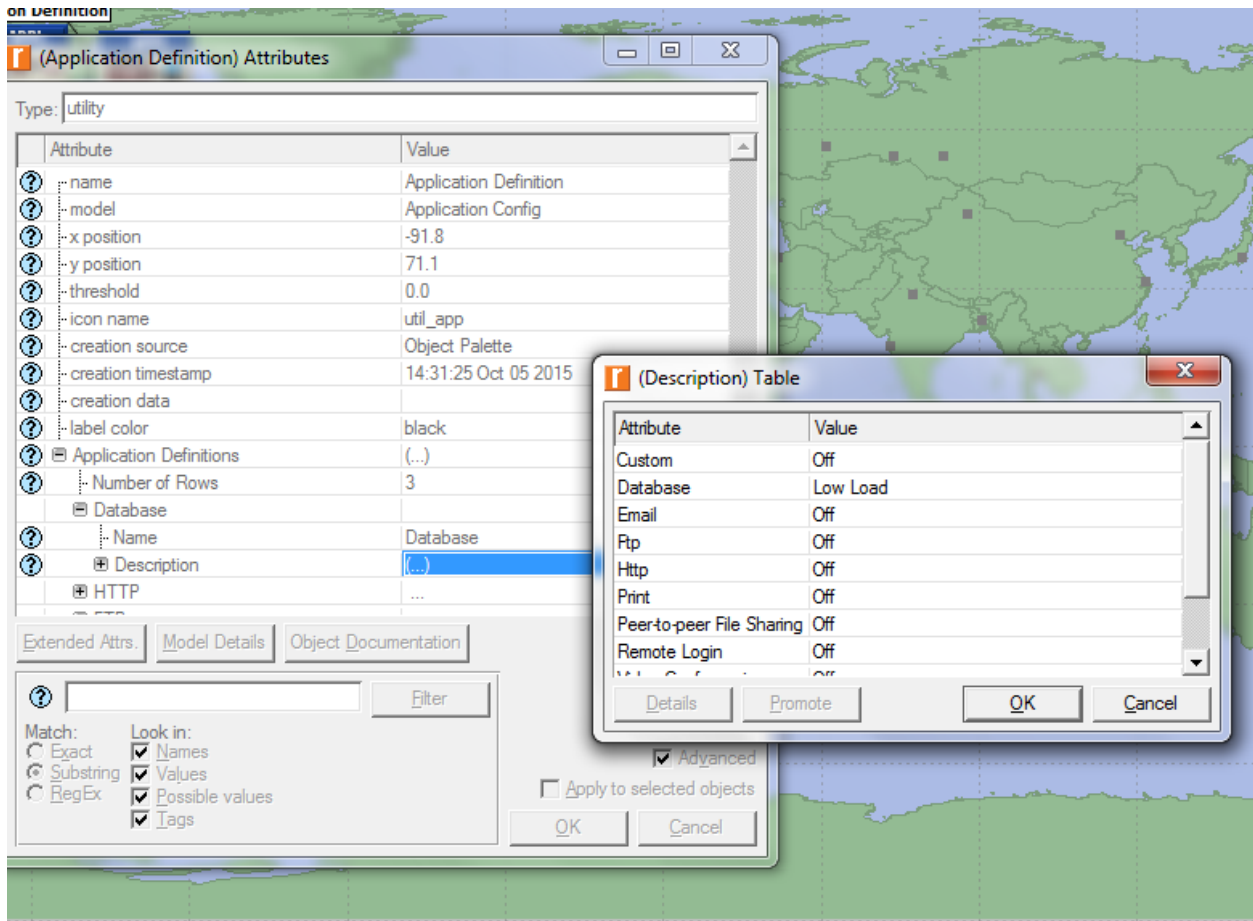 on Definition
(Application Definition) Attributes
Type: utility
Attribute Value
name Application Definition
model Application Config
x position -91.8
y position 71.1
threshold 0.0
icon name util_app
creation source Object Palette
creation timestamp 14:31:25 Oct 05 2015
creation data
label color black
Application Definitions (...)
Number of Rows 3
Database
Name Database
Description (...)
HTTP ...
Extended Attrs. Model Details Object Documentation
Filter
Match: Look in:
Exact Names
Substring Values
RegEx Possible values
Tags
Advanced
Apply to selected objects
OK Cancel
(Description) Table
Attribute Value
Custom Off
Database Low Load
Email Off
Ftp Off
Http Off
Print Off
Peer-to-peer File Sharing Off
Remote Login Off
Details Promote OK Cancel